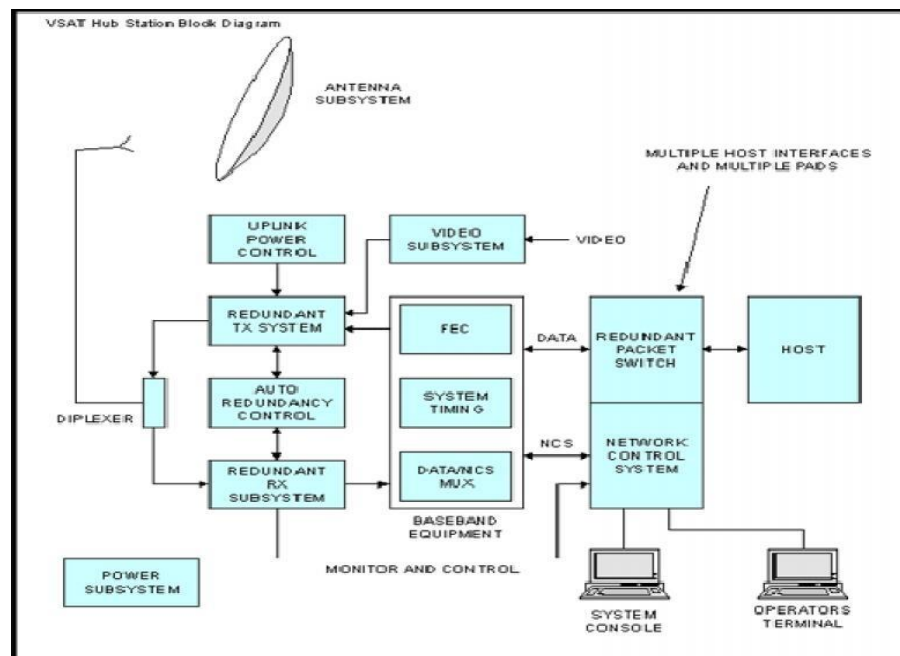 VSAT Hub Station Block Diagram
ANTENNA
SUBSYSTEM
MULTIPLE HOST INTERFACES
AND MULTIPLE PADS
UPLINK
POWER
CONTROL
VIDEO
SUBSYSTEM
VIDEO
REDUNDANT
TX SYSTEM
FEC
DATA
REDUNDANT
PACKET
SWITCH
HOST
DIPLEXER
AUTO
REDUNDANCY
CONTROL
SYSTEM
TIMING
REDUNDANT
RX
SUBSYSTEM
DATA/NCS
MUX
NCS
NETWORK
CONTROL
SYSTEM
BASEBAND
EQUIPMENT
MONITOR AND CONTROL
POWER
SUBSYSTEM
SYSTEM
CONSOLE
OPERATORS
TERMINAL